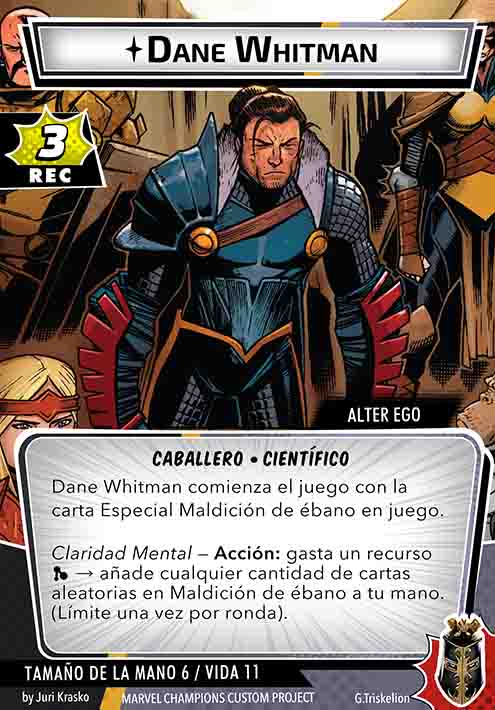 DANE WHITMAN
3
REC
ALTER EGO
CABALLERO • CIENTÍFICO
Dane Whitman comienza el juego con la
carta Especial Maldición de ébano en juego.
Claridad Mental – Acción: gasta un recurso
→ añade cualquier cantidad de cartas
aleatorias en Maldición de ébano a tu mano.
(Límite una vez por ronda).
TAMAÑO DE LA MANO 6 / VIDA 11
by Juri Krasko MARVEL CHAMPIONS CUSTOM PROJECT G.Triskelion